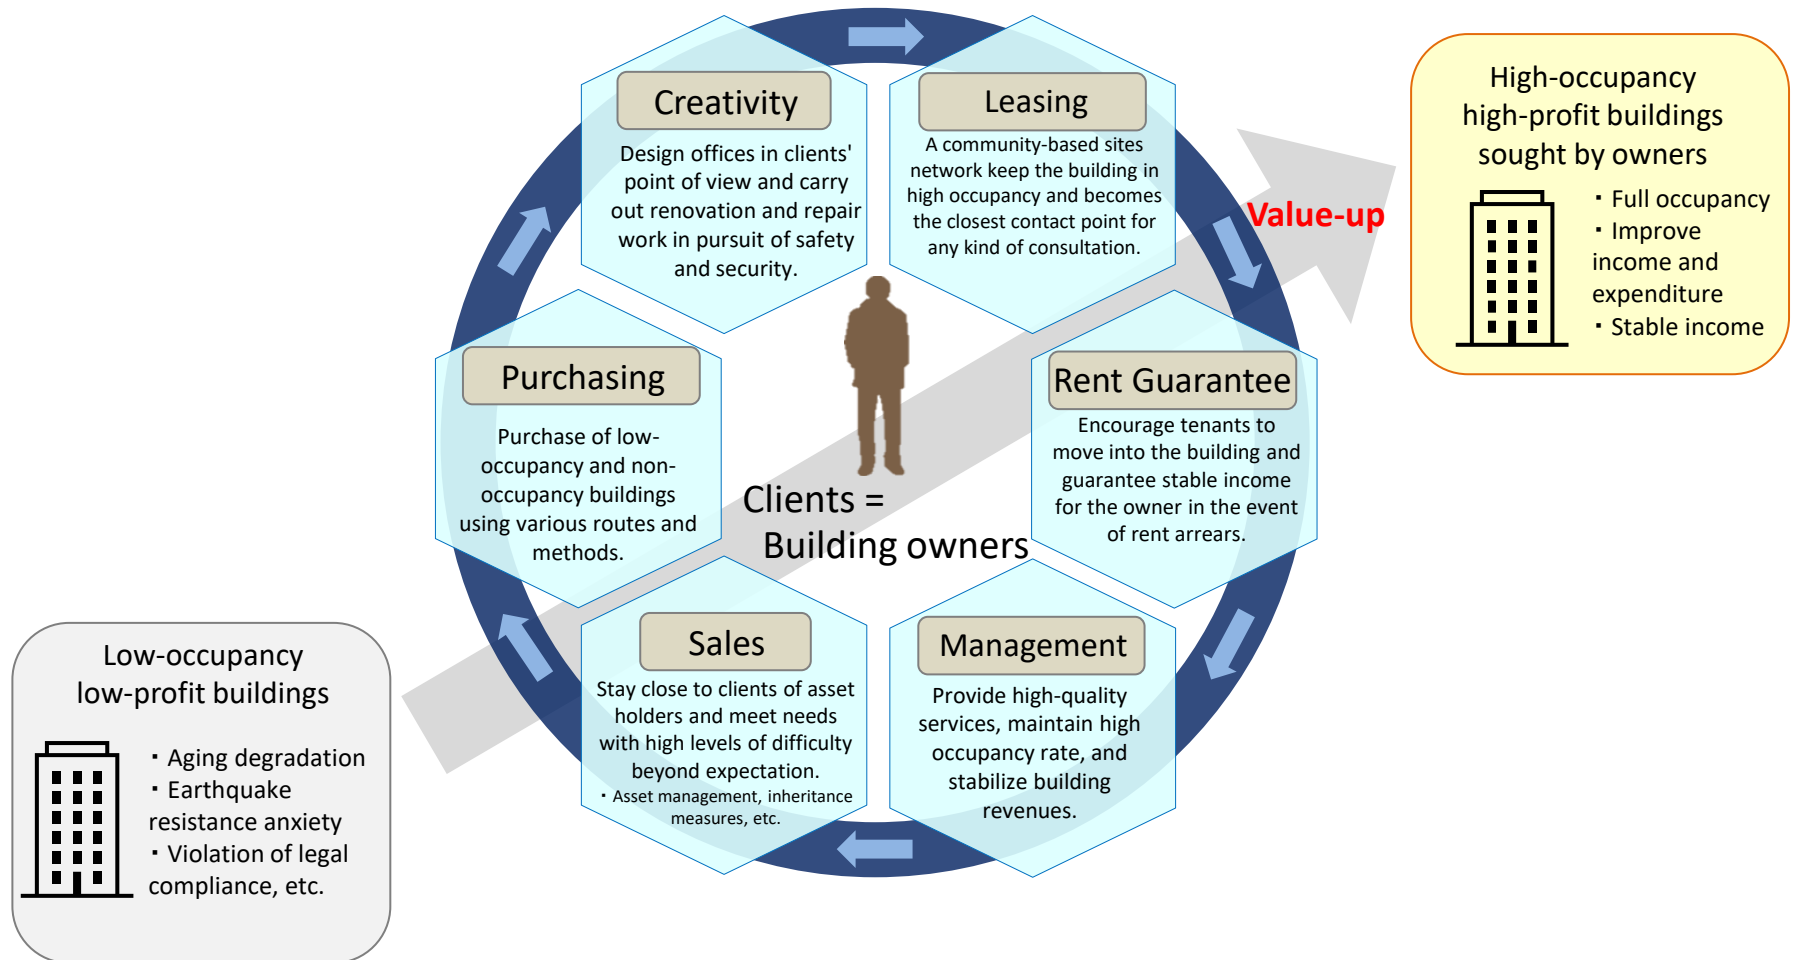 Creativity
Design offices in clients'
point of view and carry
out renovation and repair
work in pursuit of safety
and security.
Leasing
A community-based sites
network keep the building in
high occupancy and becomes
the closest contact point for
any kind of consultation.
Value-up
High-occupancy
high-profit buildings
sought by owners
・Full occupancy
・Improve
income and
expenditure
・Stable income
Purchasing
Purchase of low-
occupancy and non-
occupancy buildings
using various routes and
methods.
Rent Guarantee
Encourage tenants to
move into the building and
guarantee stable income
for the owner in the event
of rent arrears.
Clients =
Building owners
Sales
Stay close to clients of asset
holders and meet needs
with high levels of difficulty
beyond expectation.
・Asset management, inheritance
measures, etc.
Management
Provide high-quality
services, maintain high
occupancy rate, and
stabilize building
revenues.
Low-occupancy
low-profit buildings
・Aging degradation
・Earthquake
resistance anxiety
・Violation of legal
compliance, etc.